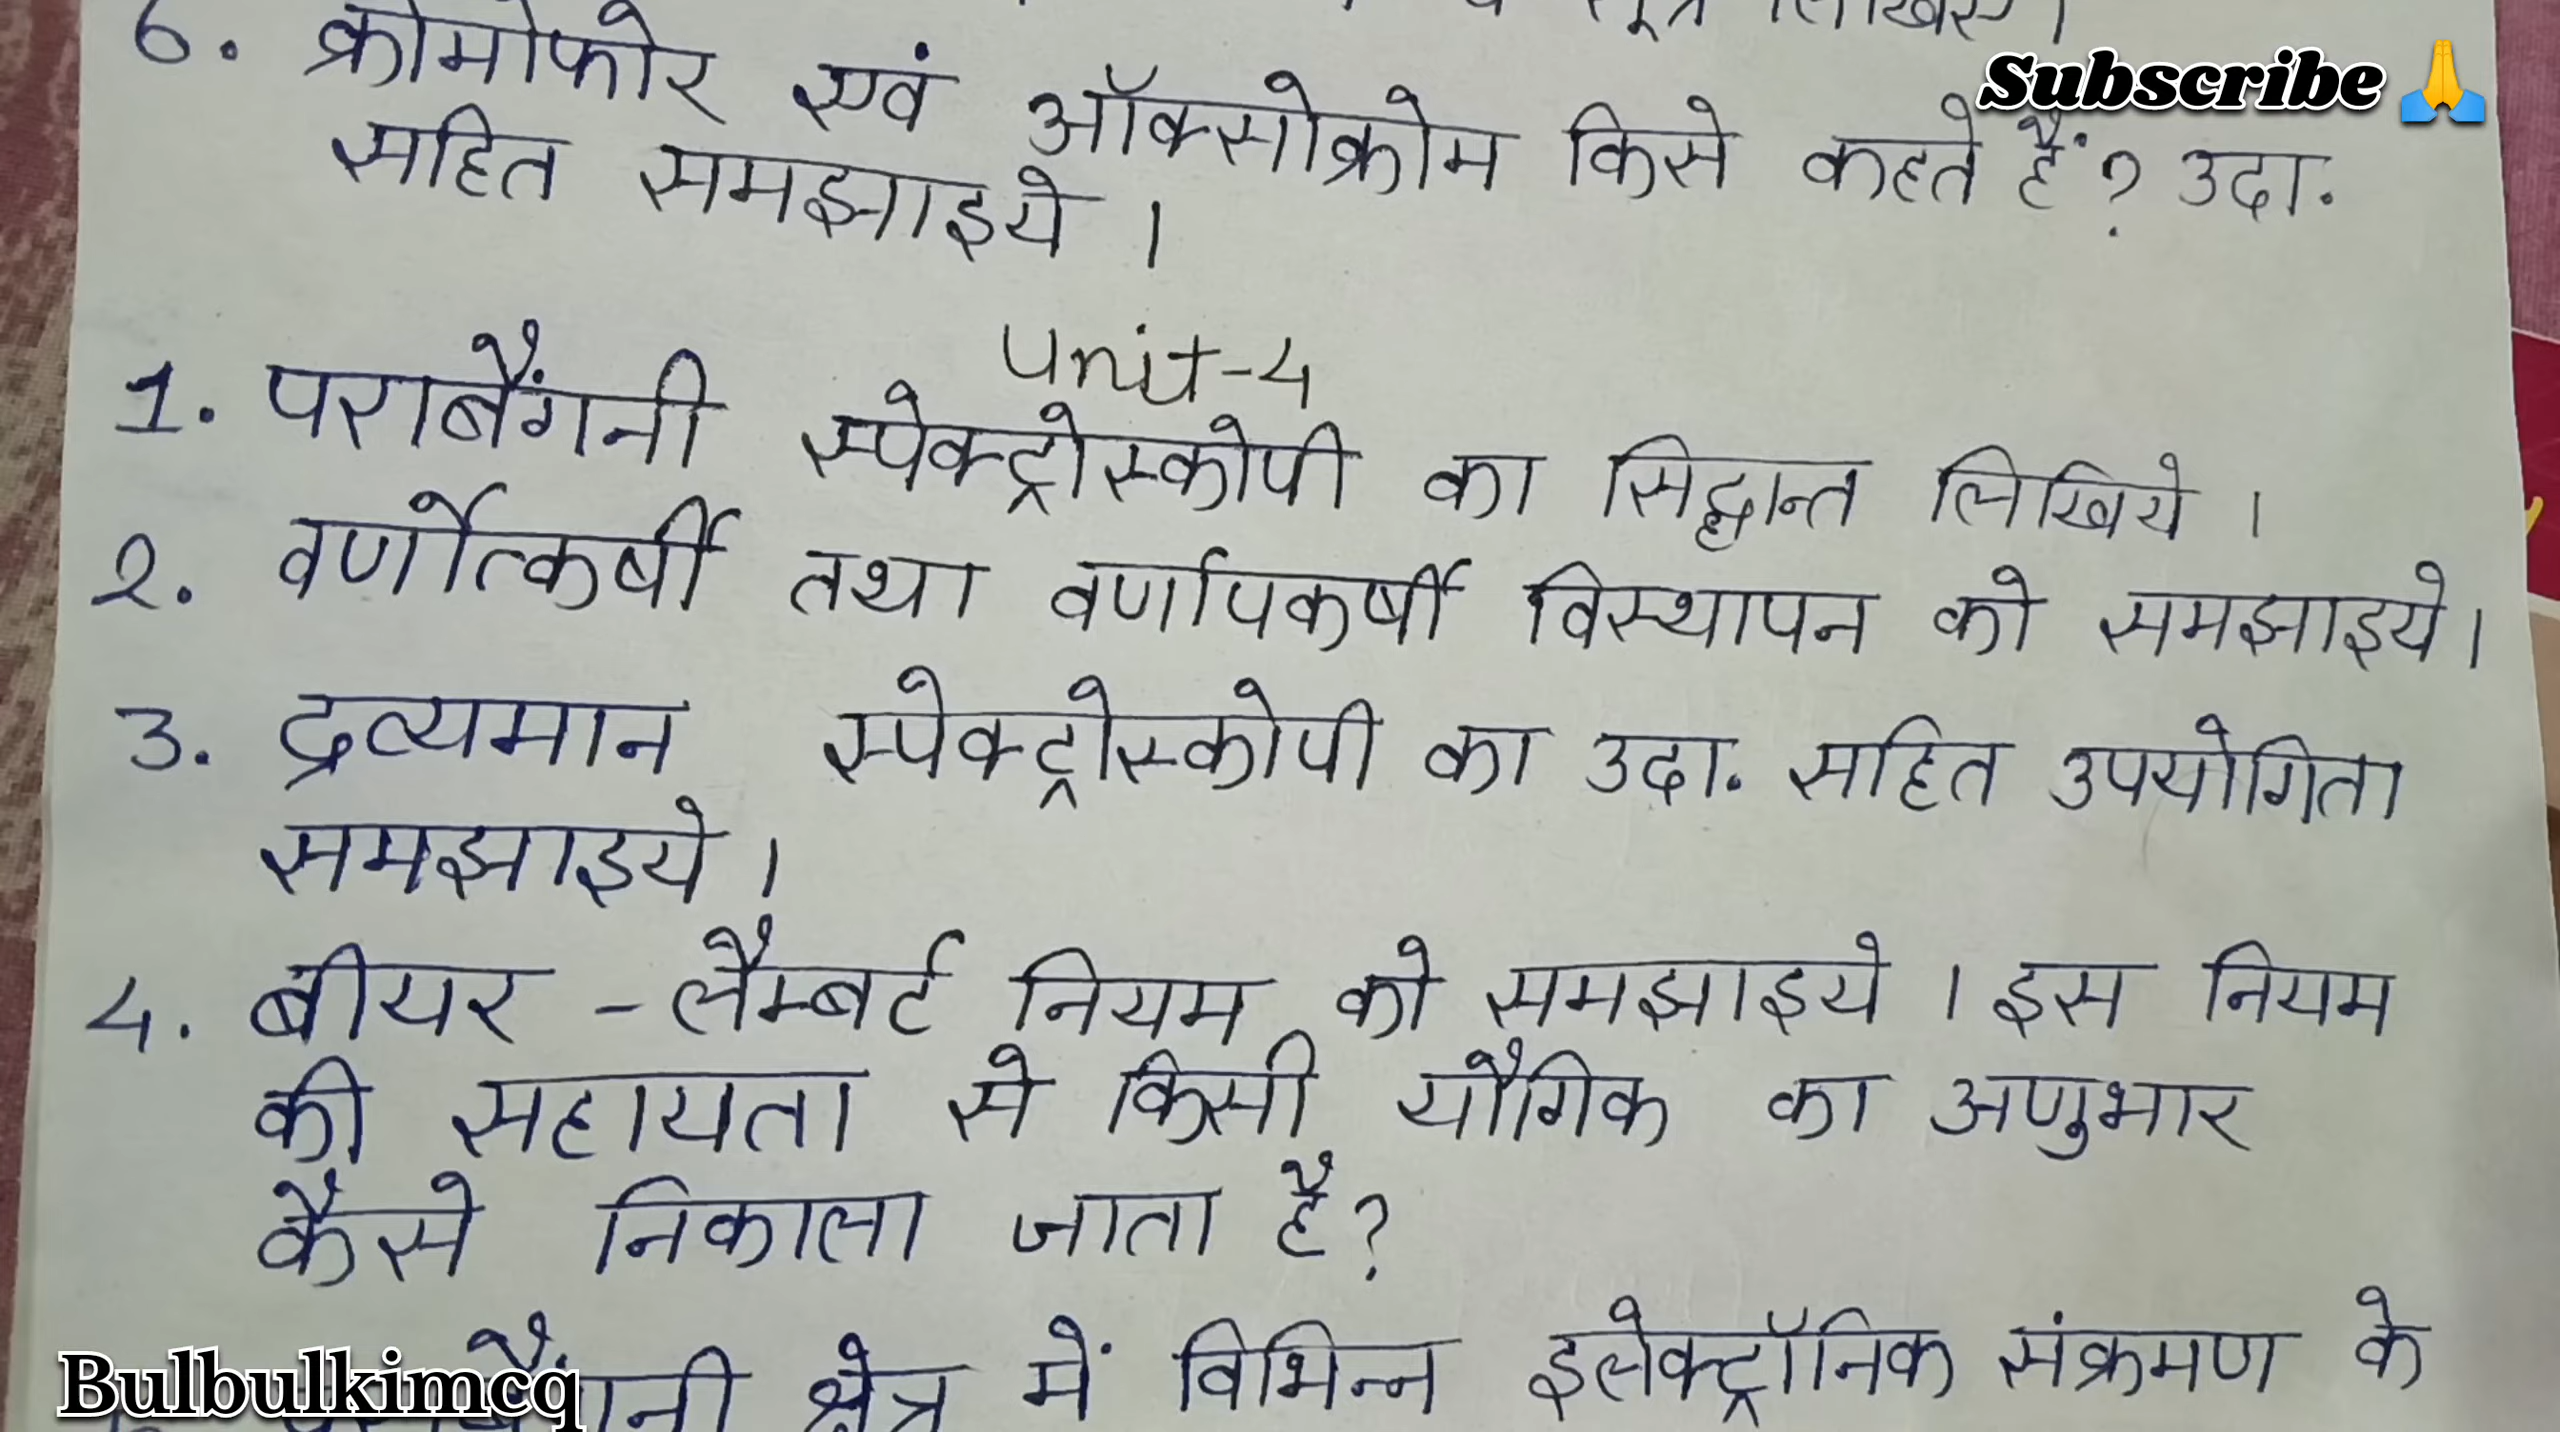 सूत्र लिखिए।
Subscribe 🙏
6. क्रोमोफोर एवं ऑक्सोक्रोम किसे कहते हैं? उदा.
सहित समझाइये।
Unit-4
1. पराबैंगनी स्पेक्ट्रोस्कोपी का सिद्धान्त लिखिये।
2. वर्णोत्कर्षी तथा वर्णापकर्षी विस्थापन को समझाइये।
3. द्रव्यमान स्पेक्ट्रोस्कोपी का उदा. सहित उपयोगिता
समझाइये।
4. बीयर - लैम्बर्ट नियम को समझाइये। इस नियम
की सहायता से किसी यौगिक का अणुभार
कैसे निकाला जाता है?
क्षेत्र में विभिन्न इलेक्ट्रॉनिक संक्रमण के
Bulbulkimcq